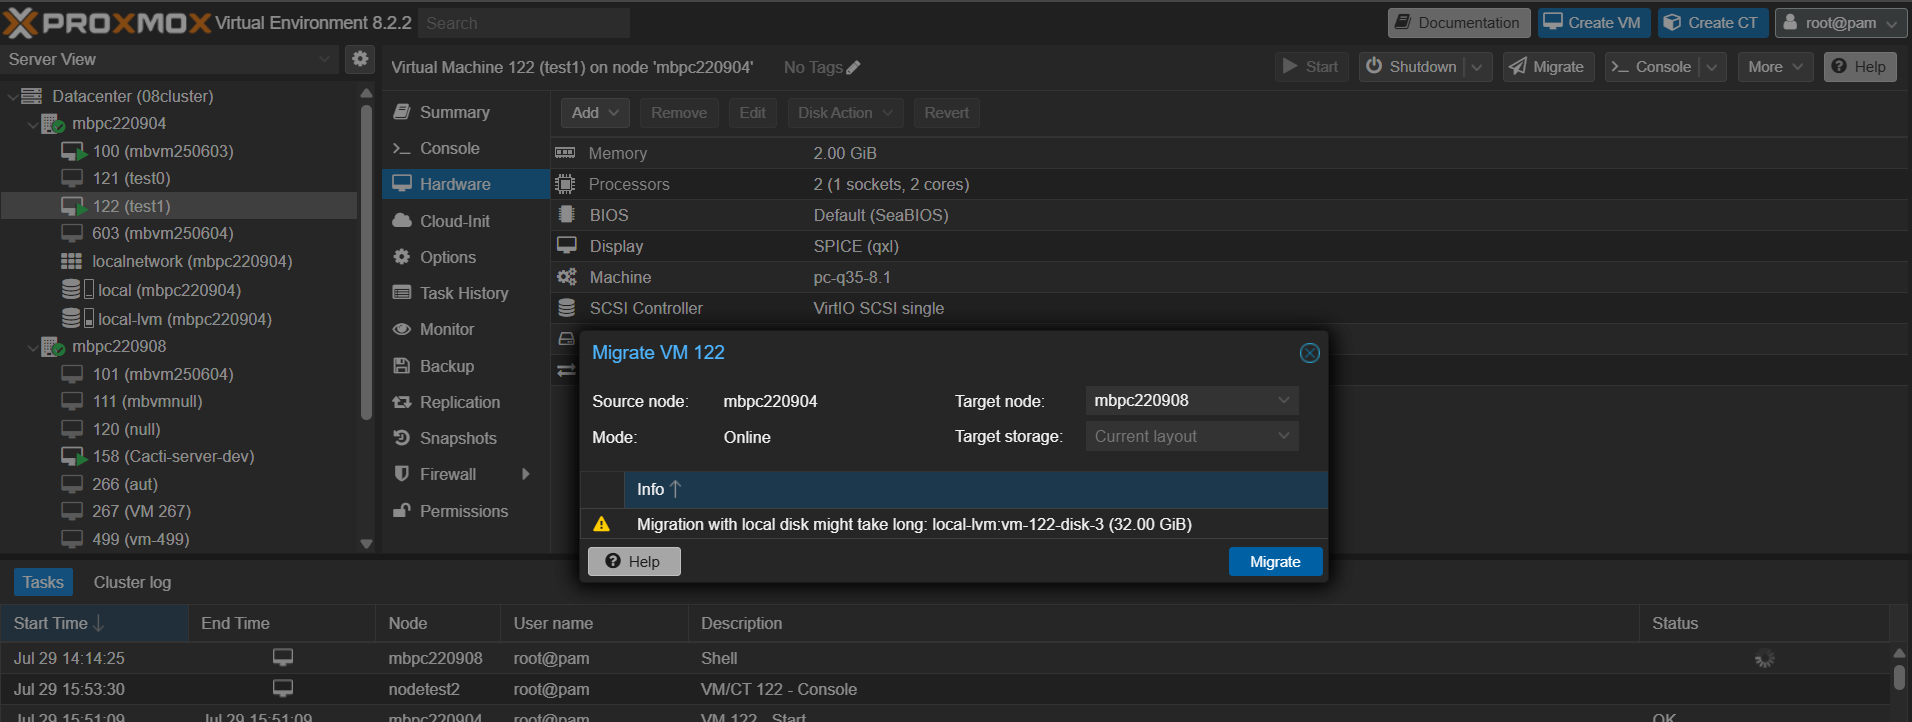 PROXMOX Virtual Environment 8.2.2 Search Documentation Create VM Create CT root@pam
Server View
Virtual Machine 122 (test1) on node 'mbpc220904' No Tags Start Shutdown Migrate Console More Help
Datacenter (08cluster)
mbpc220904
100 (mbvm250603)
121 (test0)
122 (test1)
603 (mbvm250604)
localnetwork (mbpc220904)
local (mbpc220904)
local-lvm (mbpc220904)
mbpc220908
101 (mbvm250604)
111 (mbvmnull)
120 (null)
158 (Cacti-server-dev)
266 (aut)
267 (VM 267)
499 (vm-499)
Summary
Console
Hardware
Cloud-Init
Options
Task History
Monitor
Backup
Replication
Snapshots
Firewall
Permissions
Add Remove Edit Disk Action Revert
Memory 2.00 GiB
Processors 2 (1 sockets, 2 cores)
BIOS Default (SeaBIOS)
Display SPICE (qxl)
Machine pc-q35-8.1
SCSI Controller VirtIO SCSI single
Migrate VM 122
Source node: mbpc220904 Target node: mbpc220908
Mode: Online Target storage: Current layout
Info
Migration with local disk might take long: local-lvm:vm-122-disk-3 (32.00 GiB)
Help Migrate
Tasks Cluster log
Start Time End Time Node User name Description Status
Jul 29 14:14:25 mbpc220908 root@pam Shell
Jul 29 15:53:30 nodetest2 root@pam VM/CT 122 - Console
Jul 29 15:51:09 Jul 29 15:51:09 mbpc220904 root@pam VM 122 - Start OK